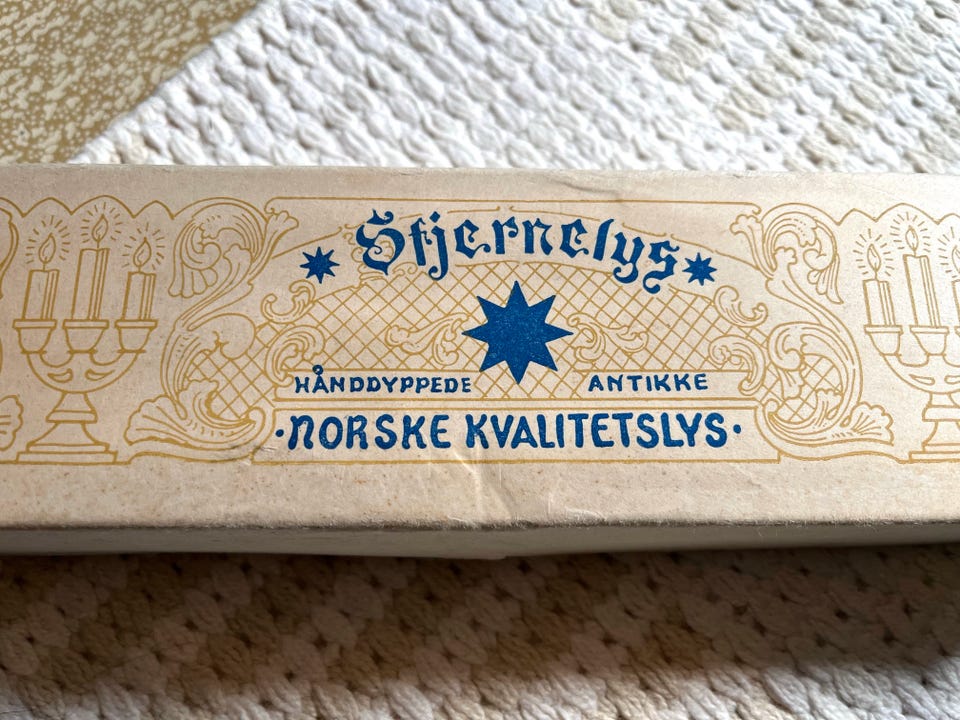 Stjernelys
HÅNDDYPPEDE ANTIKKE
·NORSKE KVALITETSLYS·